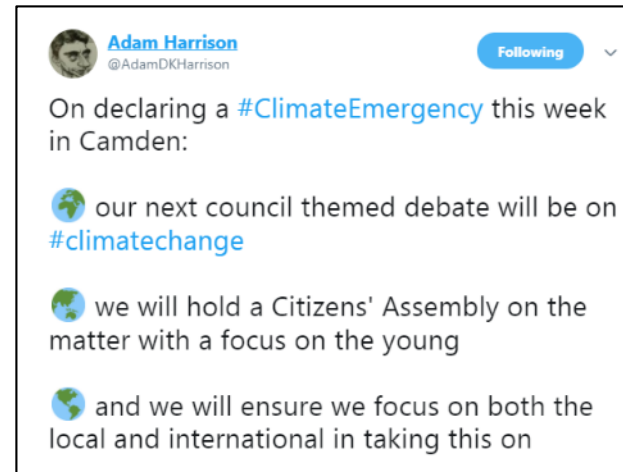 Adam Harrison
@AdamDKHarrison
Following
On declaring a #ClimateEmergency this week
in Camden:
🌍 our next council themed debate will be on
#climatechange
🌏 we will hold a Citizens' Assembly on the
matter with a focus on the young
🌎 and we will ensure we focus on both the
local and international in taking this on